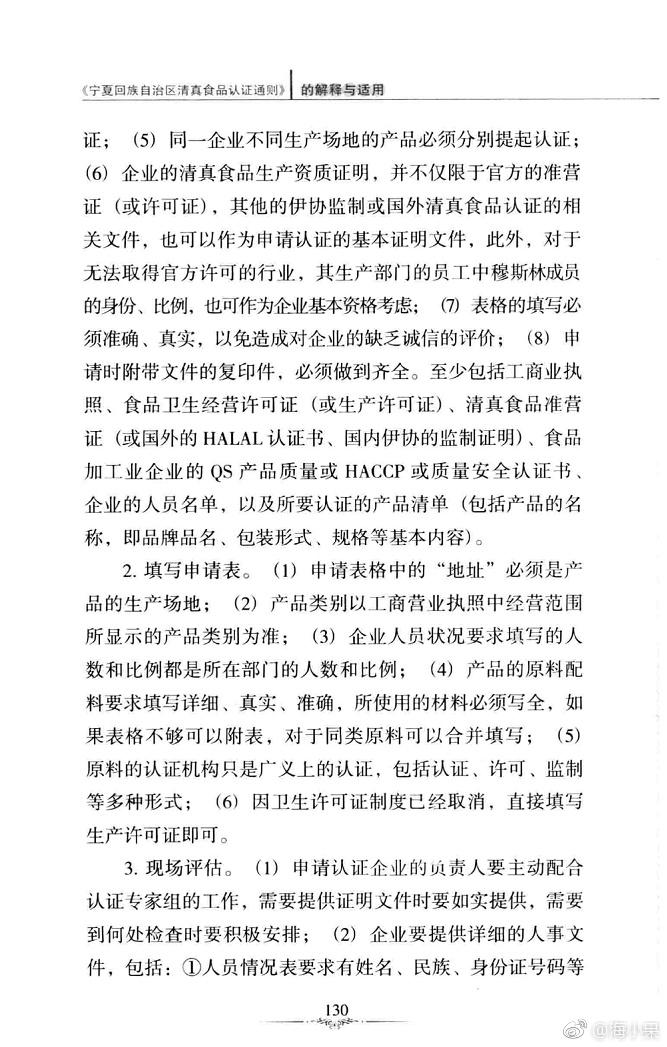 《宁夏回族自治区清真食品认证通则》 的解释与适用
证；（5）同一企业不同生产场地的产品必须分别提起认证；
（6）企业的清真食品生产资质证明，并不仅限于官方的准营
证（或许可证），其他的伊协监制或国外清真食品认证的相
关文件，也可以作为申请认证的基本证明文件，此外，对于
无法取得官方许可的行业，其生产部门的员工中穆斯林成员
的身份、比例，也可作为企业基本资格考虑；（7）表格的填写必
须准确、真实，以免造成对企业的缺乏诚信的评价；（8）申
请时附带文件的复印件，必须做到齐全。至少包括工商业执
照、食品卫生经营许可证（或生产许可证）、清真食品准营
证（或国外的 HALAL 认证书、国内伊协的监制证明）、食品
加工业企业的 QS 产品质量或 HACCP 或质量安全认证书、
企业的人员名单，以及所要认证的产品清单（包括产品的名
称，即品牌品名、包装形式、规格等基本内容）。
2. 填写申请表。（1）申请表格中的“地址”必须是产
品的生产场地；（2）产品类别以工商营业执照中经营范围
所显示的产品类别为准；（3）企业人员状况要求填写的人
数和比例都是所在部门的人数和比例；（4）产品的原料配
料要求填写详细、真实、准确，所使用的材料必须写全，如
果表格不够可以附表，对于同类原料可以合并填写；（5）
原料的认证机构只是广义上的认证，包括认证、许可、监制
等多种形式；（6）因卫生许可证制度已经取消，直接填写
生产许可证即可。
3. 现场评估。（1）申请认证企业的负责人要主动配合
认证专家组的工作，需要提供证明文件时要如实提供，需要
到何处检查时要积极安排；（2）企业要提供详细的人事文
件，包括：①人员情况表要求有姓名、民族、身份证号码等
130
@海小果